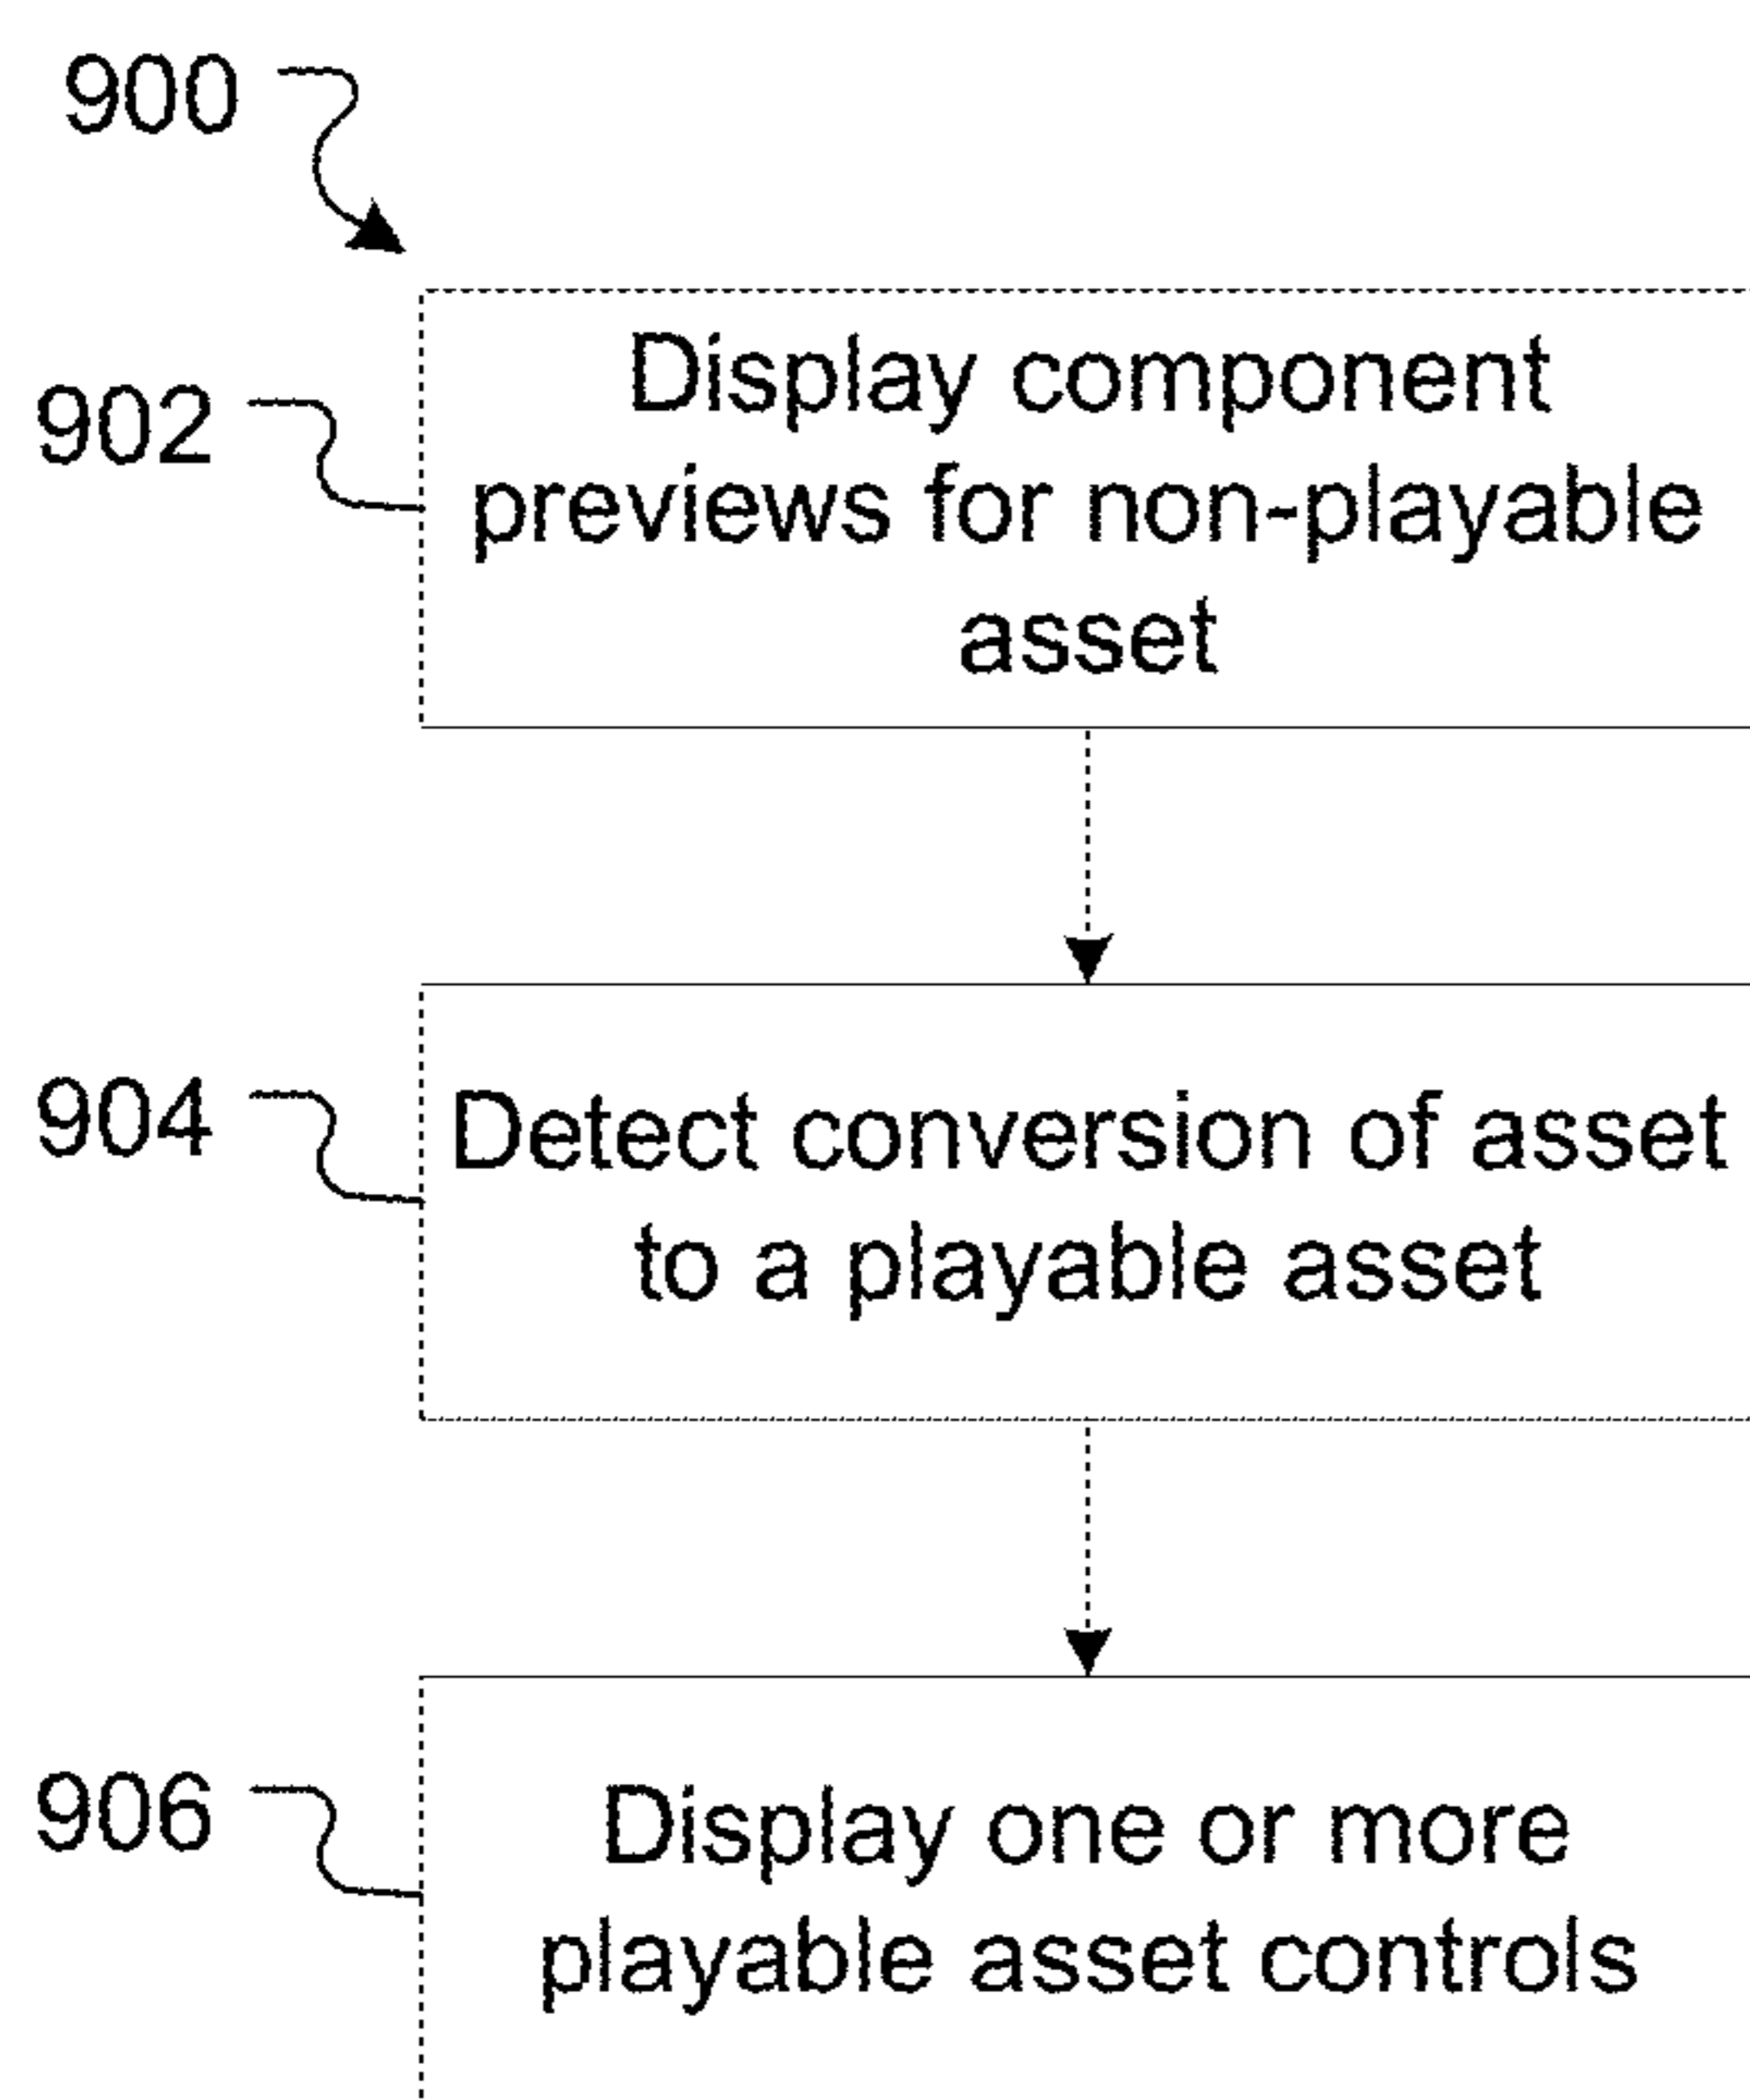 900
902
Display component
previews for non-playable
asset
904
Detect conversion of asset
to a playable asset
906
Display one or more
playable asset controls